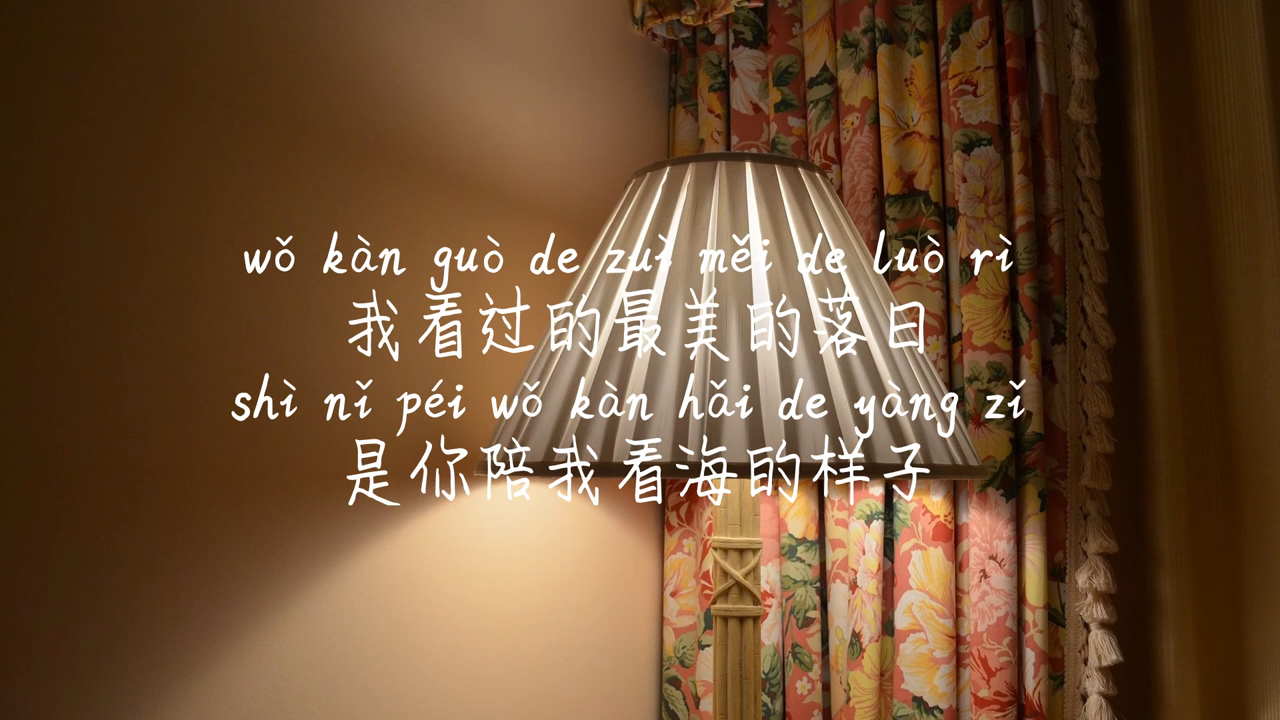 wǒ kàn guò de zuì měi de luò rì
我看过的最美的落日
shì nǐ péi wǒ kàn hǎi de yàng zǐ
是你陪我看海的样子